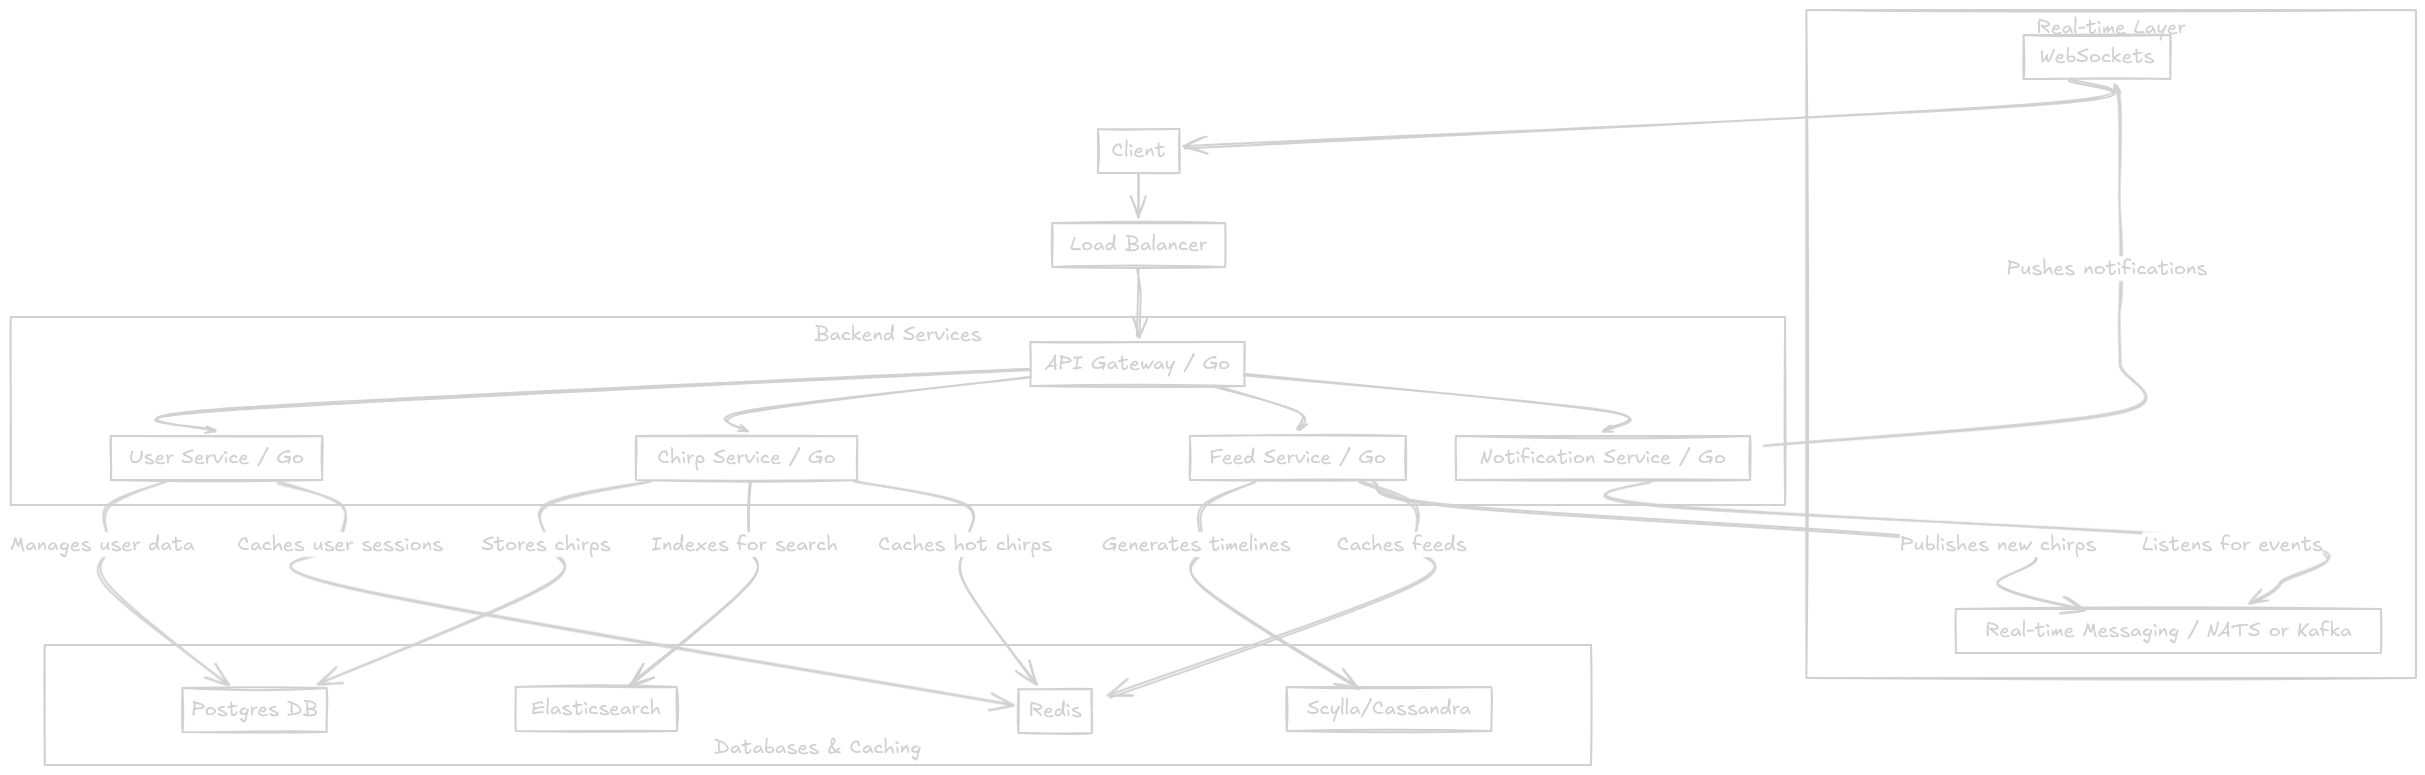 Real-time Layer
WebSockets
Client
Load Balancer
Pushes notifications
Backend Services
API Gateway / Go
User Service / Go
Chirp Service / Go
Feed Service / Go
Notification Service / Go
Manages user data
Caches user sessions
Stores chirps
Indexes for search
Caches hot chirps
Generates timelines
Caches feeds
Publishes new chirps
Listens for events
Real-time Messaging / NATS or Kafka
Postgres DB
Elasticsearch
Redis
Scylla/Cassandra
Databases & Caching